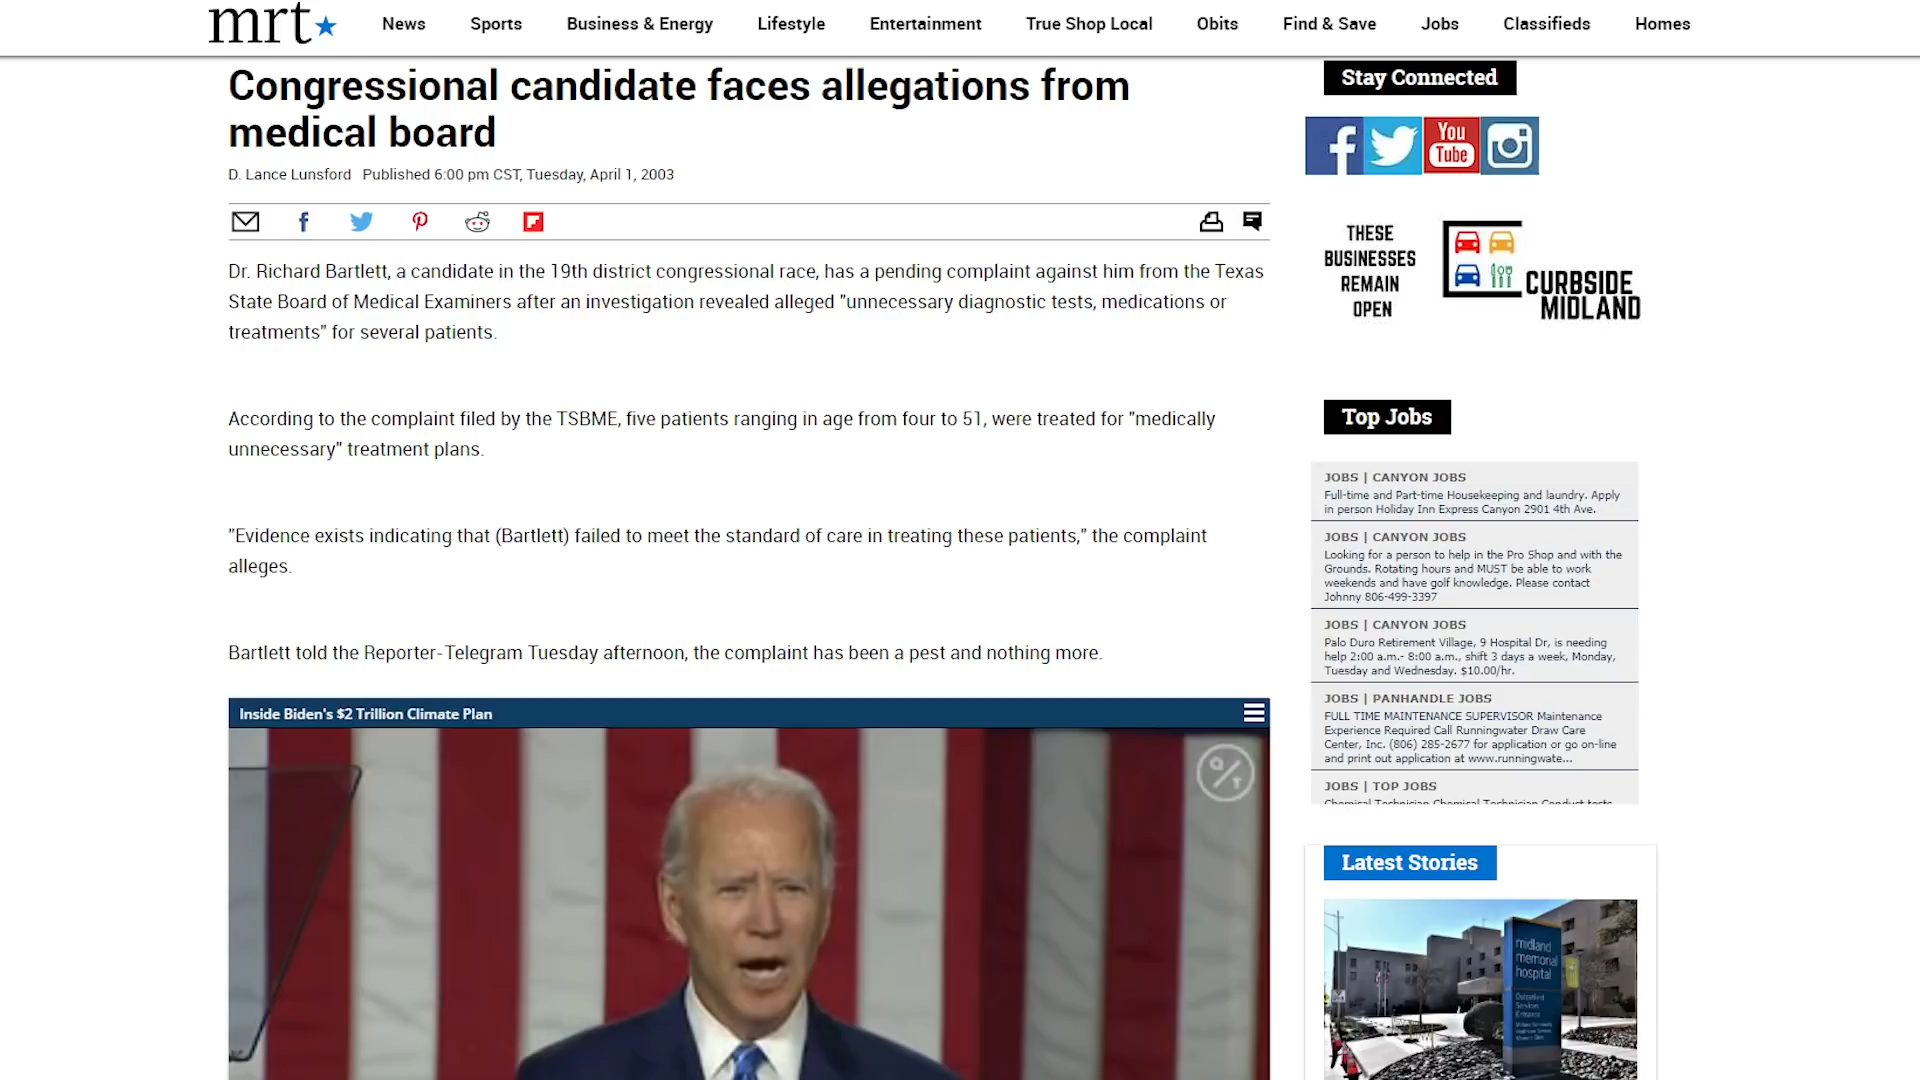 mrt
News Sports Business & Energy Lifestyle Entertainment True Shop Local Obits Find & Save Jobs Classifieds Homes
Congressional candidate faces allegations from
medical board
D. Lance Lunsford Published 6:00 pm CST, Tuesday, April 1, 2003
Dr. Richard Bartlett, a candidate in the 19th district congressional race, has a pending complaint against him from the Texas
State Board of Medical Examiners after an investigation revealed alleged "unnecessary diagnostic tests, medications or
treatments" for several patients.
According to the complaint filed by the TSBME, five patients ranging in age from four to 51, were treated for "medically
unnecessary" treatment plans.
"Evidence exists indicating that (Bartlett) failed to meet the standard of care in treating these patients," the complaint
alleges.
Bartlett told the Reporter-Telegram Tuesday afternoon, the complaint has been a pest and nothing more.
Inside Biden's $2 Trillion Climate Plan
Stay Connected
You
Tube
THESE
BUSINESSES
REMAIN
OPEN
CURBSIDE
MIDLAND
Top Jobs
JOBS | CANYON JOBS
Full-time and Part-time Housekeeping and laundry. Apply
in person Holiday Inn Express Canyon 2901 4th Ave.
JOBS | CANYON JOBS
Looking for a person to help in the Pro Shop and with the
Grounds. Rotating hours and MUST be able to work
weekends and have golf knowledge. Please contact
Johnny 806-499-3397
JOBS | CANYON JOBS
Palo Duro Retirement Village, 9 Hospital Dr, is needing
help 2:00 a.m.- 8:00 a.m., shift 3 days a week, Monday,
Tuesday and Wednesday. $10.00/hr.
JOBS | PANHANDLE JOBS
FULL TIME MAINTENANCE SUPERVISOR Maintenance
Experience Required Call Runningwater Draw Care
Center, Inc. (806) 285-2677 for application or go on-line
and print out application at www.runningwate...
JOBS | TOP JOBS
Chemical Technician Chemical Technician Conduct tests
Latest Stories
midland
memorial
hospital
Outpatient
Services
Entrance